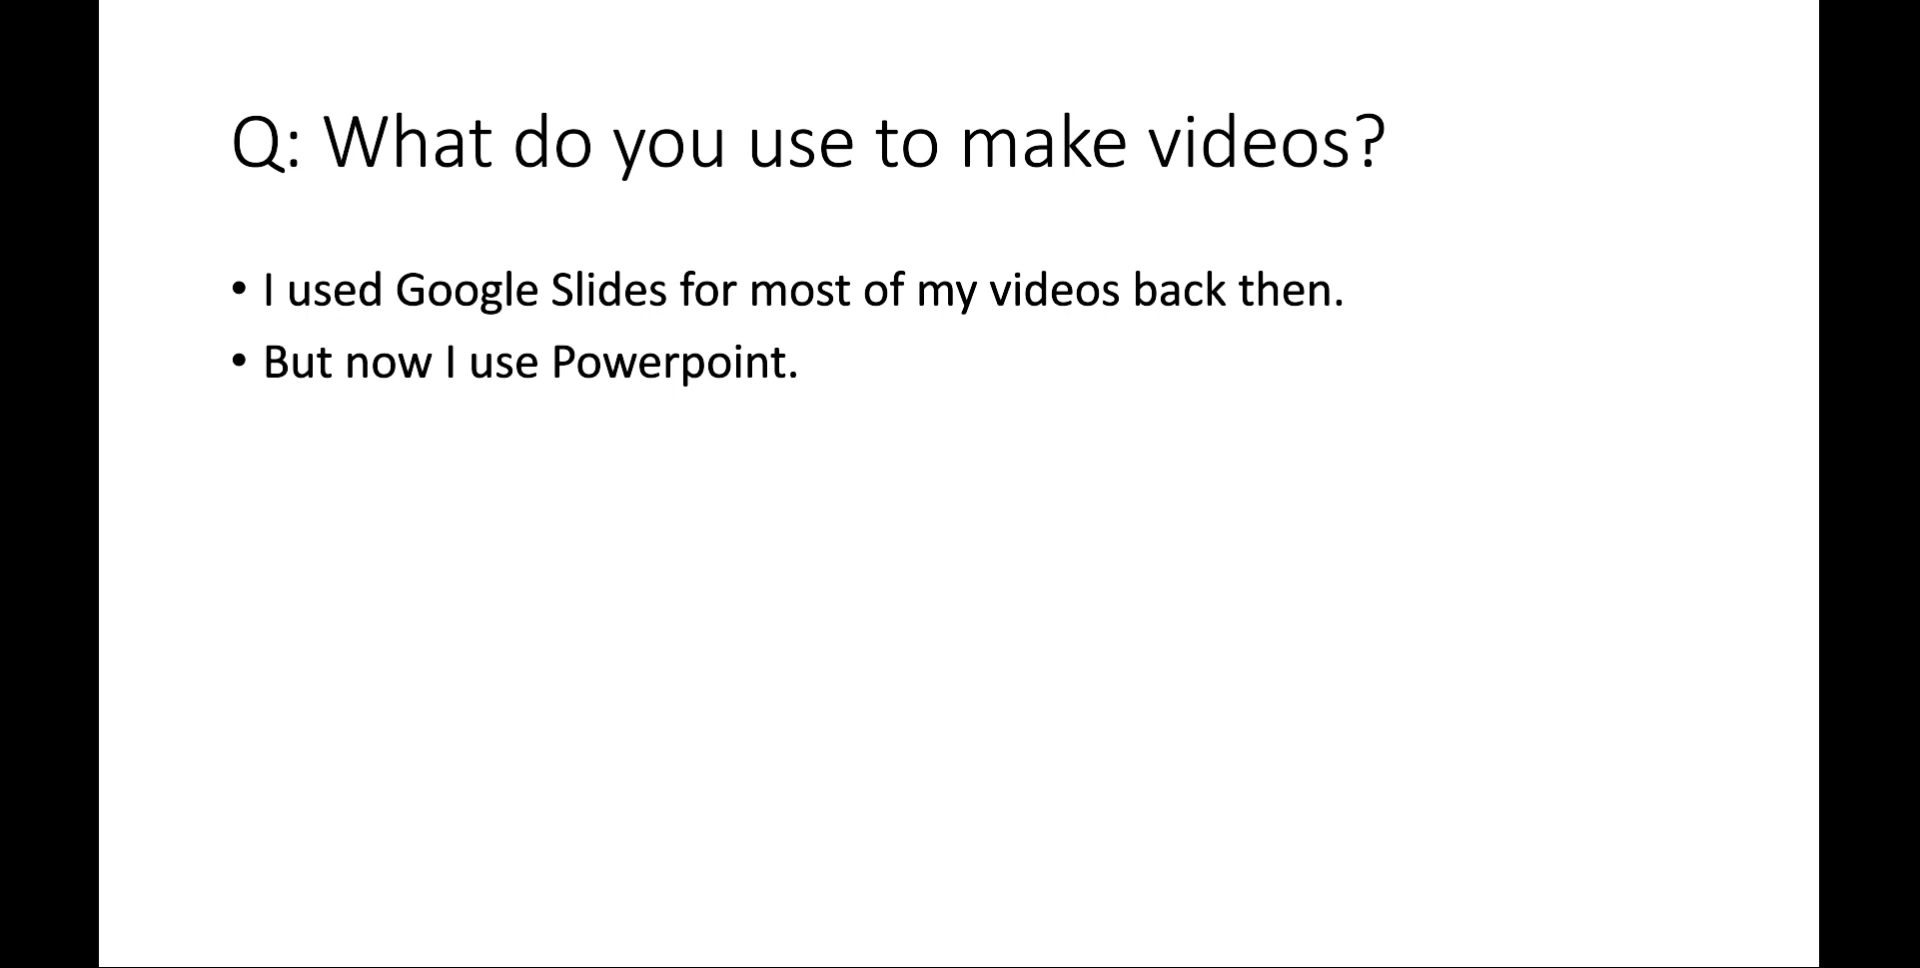 Q: What do you use to make videos?
• I used Google Slides for most of my videos back then.
• But now I use Powerpoint.